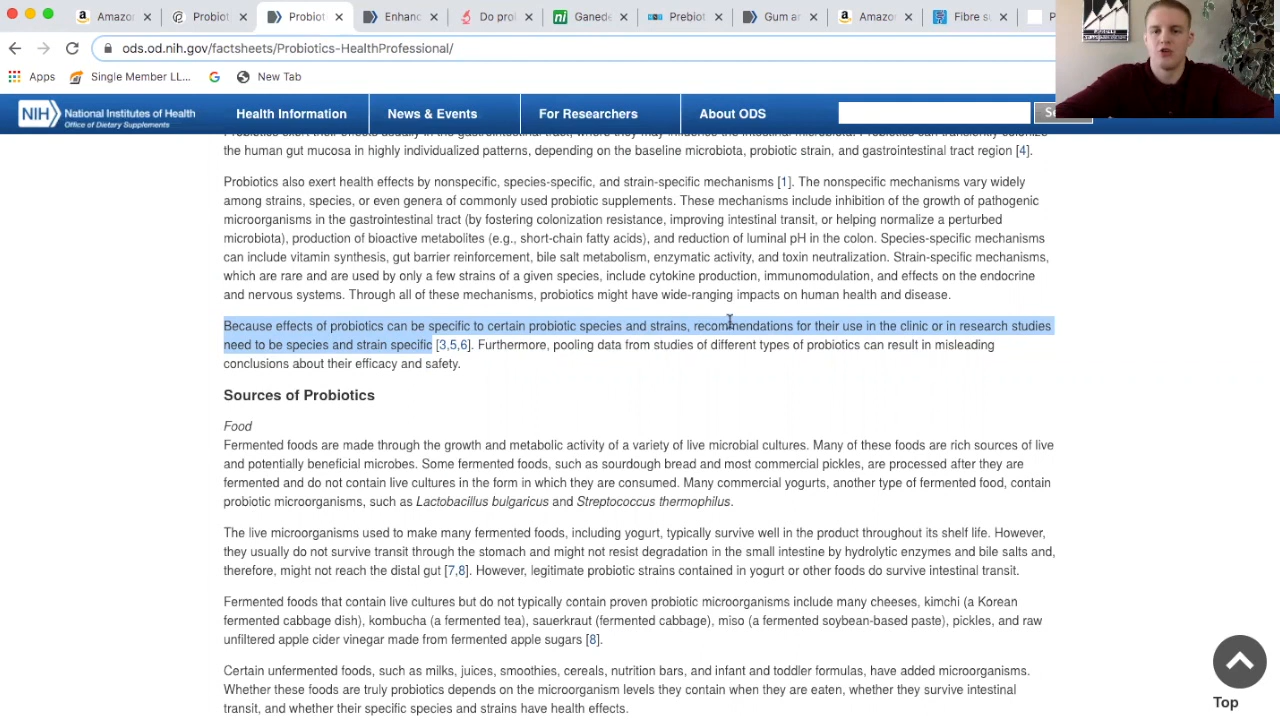 Amazo
Probiot
Probiot
Enhanc
Do prol
Ganede
Prebiot
Gum ar
Amazo
Fibre su
P
ods.od.nih.gov/factsheets/Probiotics-HealthProfessional/
Apps
Single Member LL...
New Tab
NIH National Institutes of Health
Office of Dietary Supplements
Health Information
News & Events
For Researchers
About ODS
the human gut mucosa in highly individualized patterns, depending on the baseline microbiota, probiotic strain, and gastrointestinal tract region [4].
Probiotics also exert health effects by nonspecific, species-specific, and strain-specific mechanisms [1]. The nonspecific mechanisms vary widely
among strains, species, or even genera of commonly used probiotic supplements. These mechanisms include inhibition of the growth of pathogenic
microorganisms in the gastrointestinal tract (by fostering colonization resistance, improving intestinal transit, or helping normalize a perturbed
microbiota), production of bioactive metabolites (e.g., short-chain fatty acids), and reduction of luminal pH in the colon. Species-specific mechanisms
can include vitamin synthesis, gut barrier reinforcement, bile salt metabolism, enzymatic activity, and toxin neutralization. Strain-specific mechanisms,
which are rare and are used by only a few strains of a given species, include cytokine production, immunomodulation, and effects on the endocrine
and nervous systems. Through all of these mechanisms, probiotics might have wide-ranging impacts on human health and disease.
Because effects of probiotics can be specific to certain probiotic species and strains, recommendations for their use in the clinic or in research studies
need to be species and strain specific [3,5,6]. Furthermore, pooling data from studies of different types of probiotics can result in misleading
conclusions about their efficacy and safety.
Sources of Probiotics
Food
Fermented foods are made through the growth and metabolic activity of a variety of live microbial cultures. Many of these foods are rich sources of live
and potentially beneficial microbes. Some fermented foods, such as sourdough bread and most commercial pickles, are processed after they are
fermented and do not contain live cultures in the form in which they are consumed. Many commercial yogurts, another type of fermented food, contain
probiotic microorganisms, such as Lactobacillus bulgaricus and Streptococcus thermophilus.
The live microorganisms used to make many fermented foods, including yogurt, typically survive well in the product throughout its shelf life. However,
they usually do not survive transit through the stomach and might not resist degradation in the small intestine by hydrolytic enzymes and bile salts and,
therefore, might not reach the distal gut [7,8]. However, legitimate probiotic strains contained in yogurt or other foods do survive intestinal transit.
Fermented foods that contain live cultures but do not typically contain proven probiotic microorganisms include many cheeses, kimchi (a Korean
fermented cabbage dish), kombucha (a fermented tea), sauerkraut (fermented cabbage), miso (a fermented soybean-based paste), pickles, and raw
unfiltered apple cider vinegar made from fermented apple sugars [8].
Certain unfermented foods, such as milks, juices, smoothies, cereals, nutrition bars, and infant and toddler formulas, have added microorganisms.
Whether these foods are truly probiotics depends on the microorganism levels they contain when they are eaten, whether they survive intestinal
transit, and whether their specific species and strains have health effects.
Top